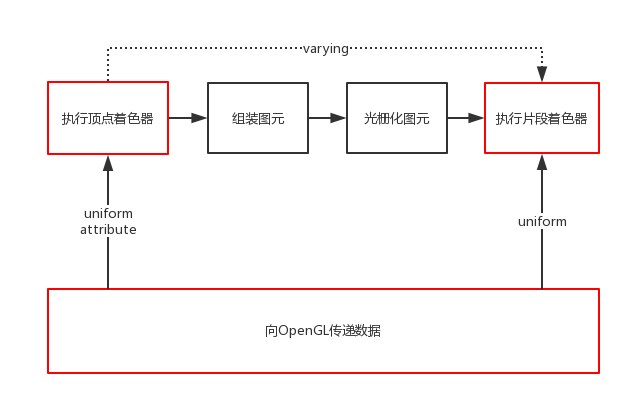 varying
执行顶点着色器
组装图元
光栅化图元
执行片段着色器
uniform
attribute
uniform
向OpenGL传递数据